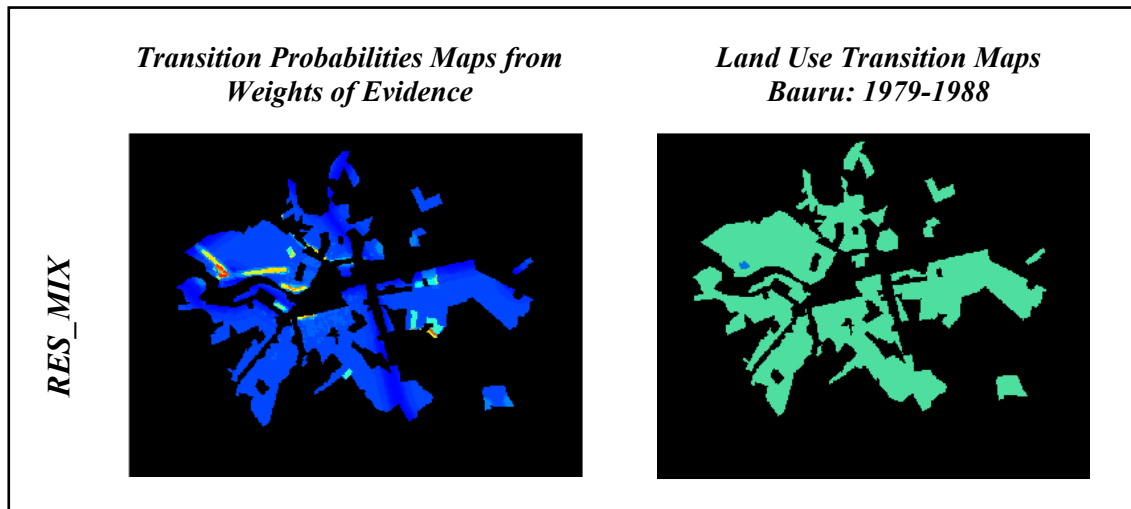 Transition Probabilities Maps from
Weights of Evidence
Land Use Transition Maps
Bauru: 1979-1988
RES_MIX